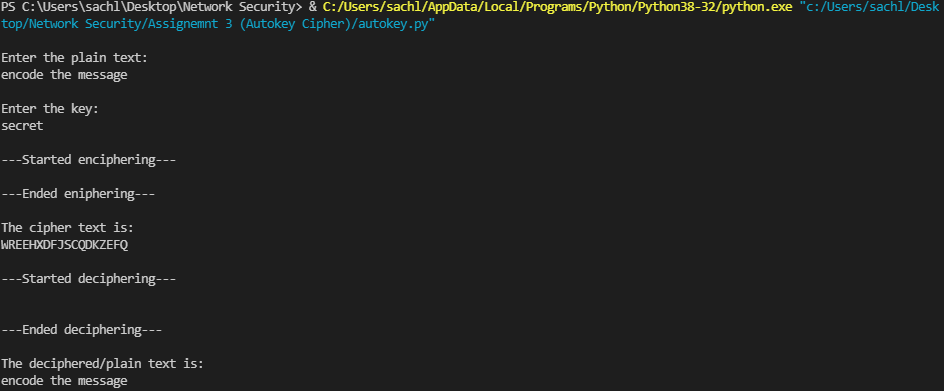 PS C:\Users\sachl\Desktop\Network Security> & C:/Users/sachl/AppData/Local/Programs/Python/Python38-32/python.exe "c:/Users/sachl/Desk
top/Network Security/Assignemnt 3 (Autokey Cipher)/autokey.py"
Enter the plain text:
encode the message
Enter the key:
secret
---Started enciphering---
---Ended eniphering---
The cipher text is:
WREEHXDFJSCQDKZEFQ
---Started deciphering---
---Ended deciphering---
The deciphered/plain text is:
encode the message